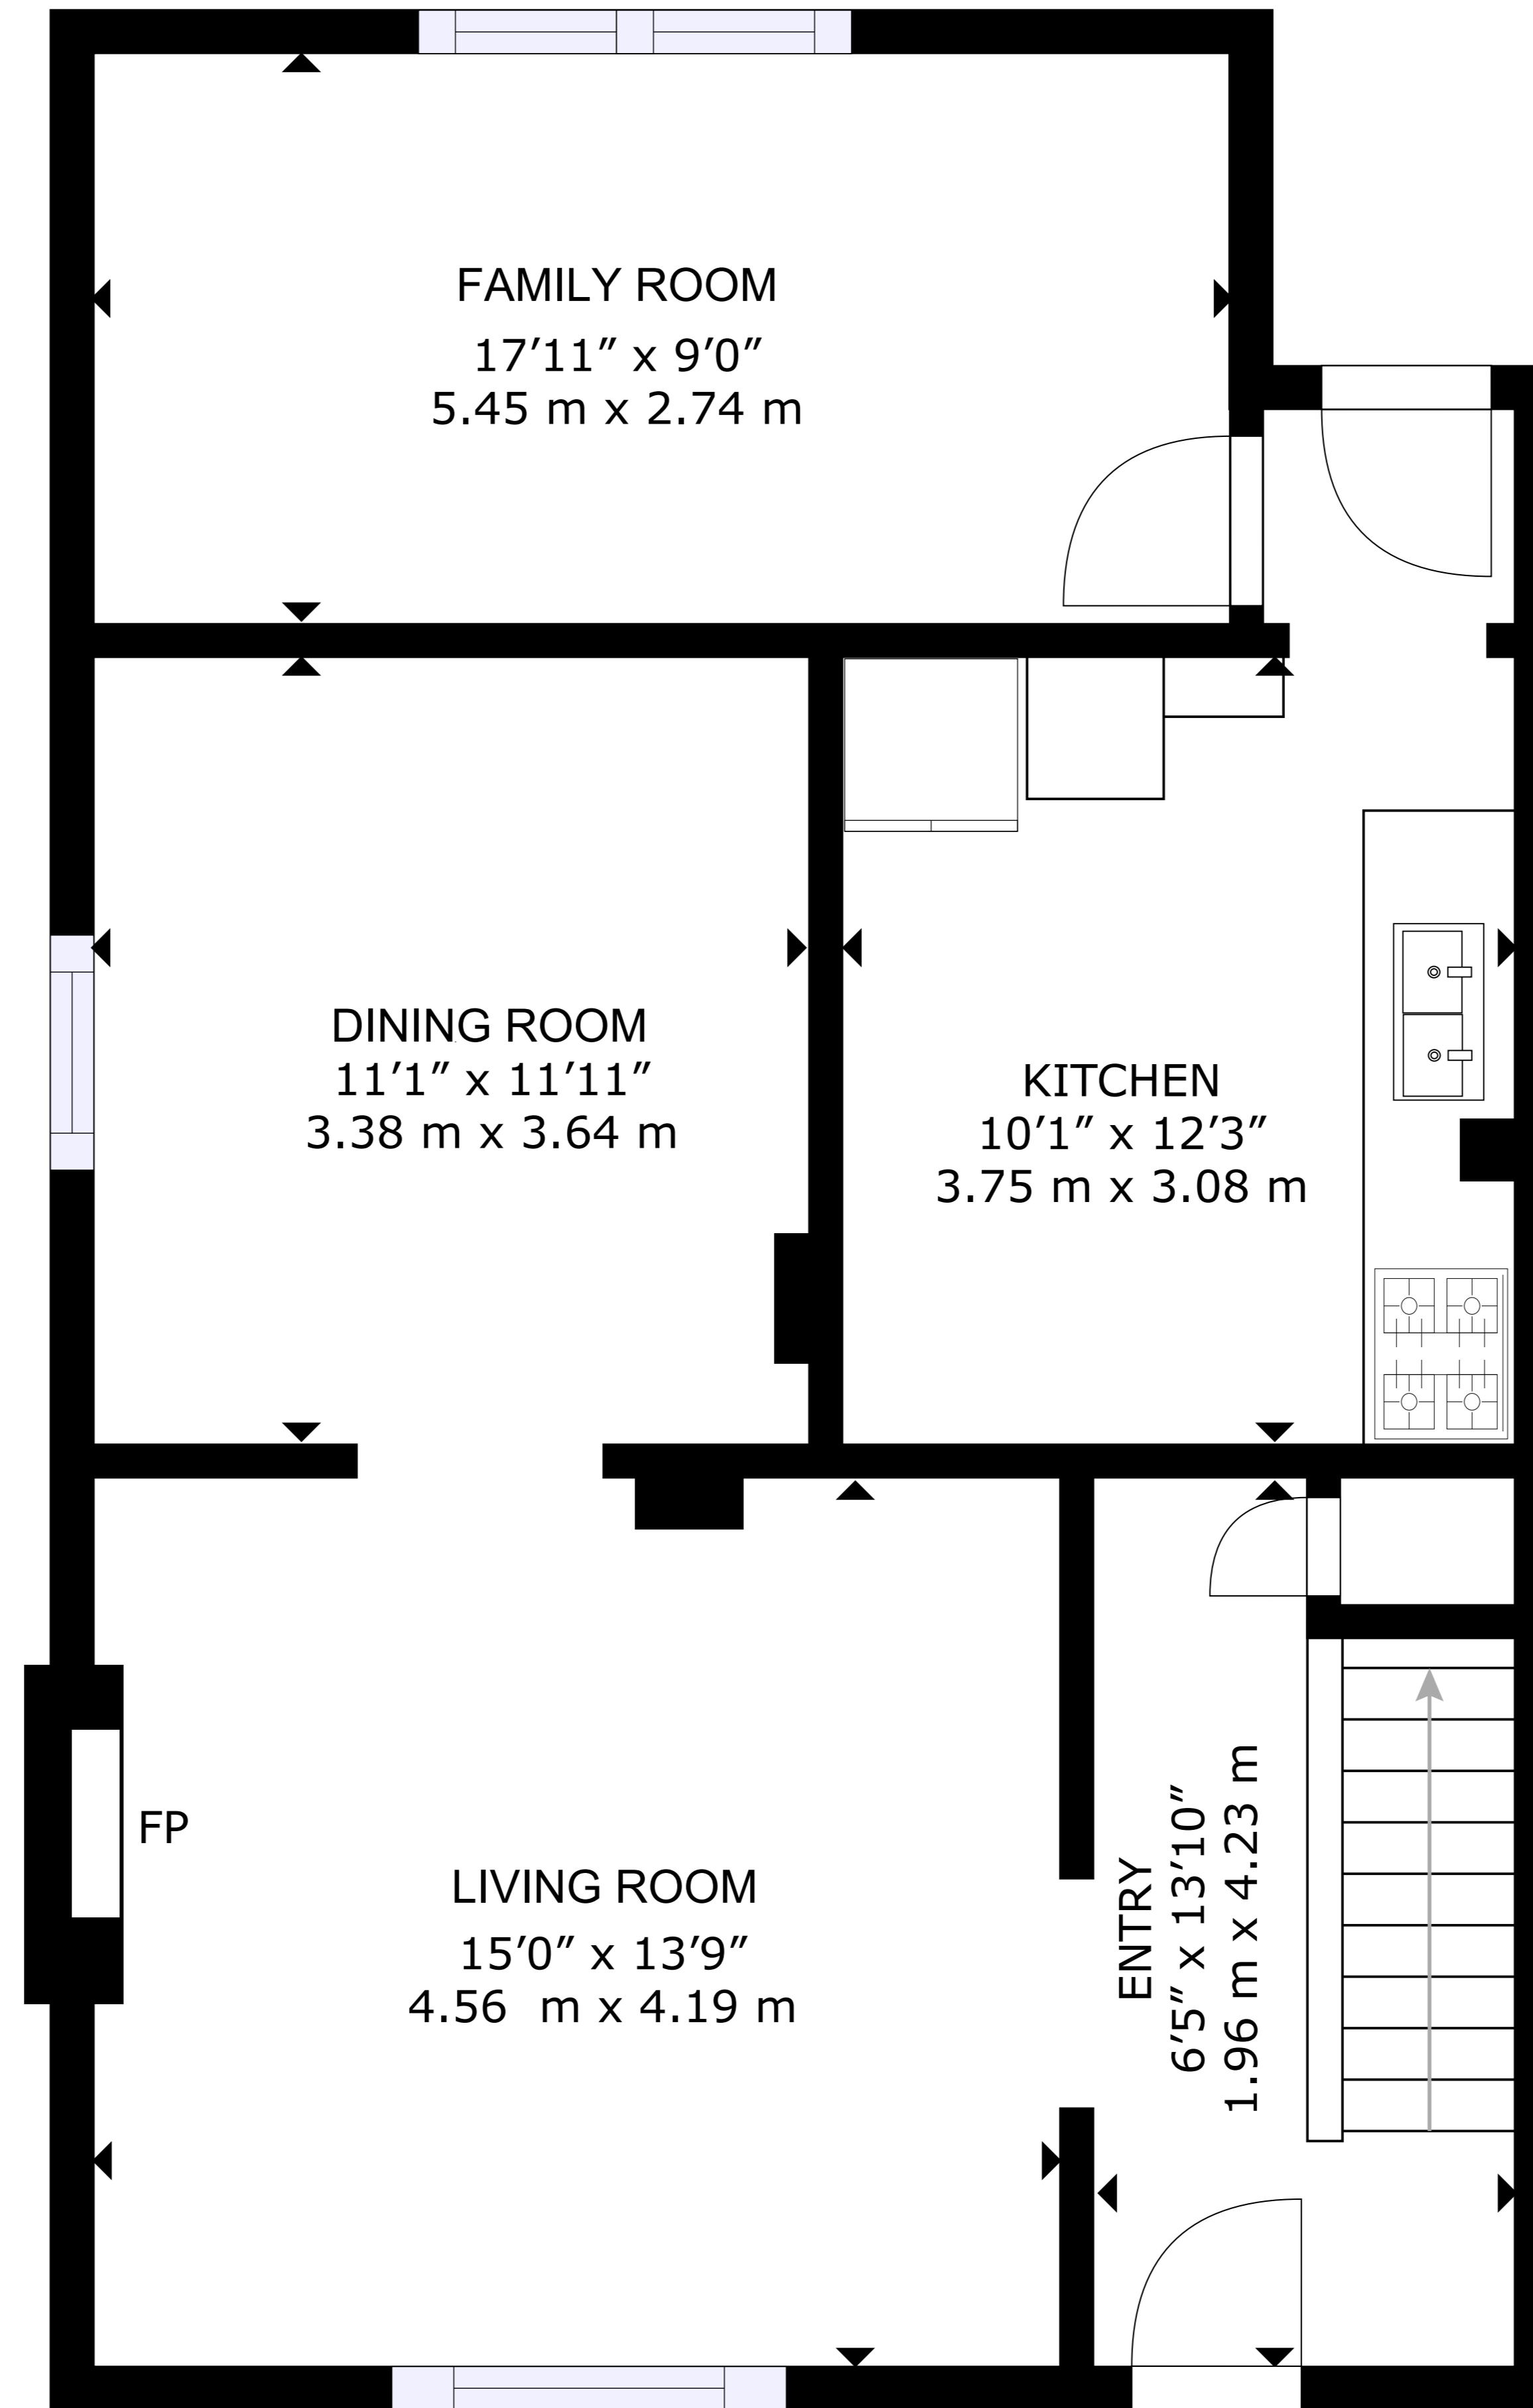 FAMILY ROOM
17’11” x 9’0”
5.45 m x 2.74 m
DINING ROOM
11’1” x 11’11”
3.38 m x 3.64 m
KITCHEN
10’1” x 12’3”
3.75 m x 3.08 m
FP
LIVING ROOM
15’0” x 13’9”
4.56 m x 4.19 m
ENTRY
6’5” x 13’10”
1.96 m x 4.23 m